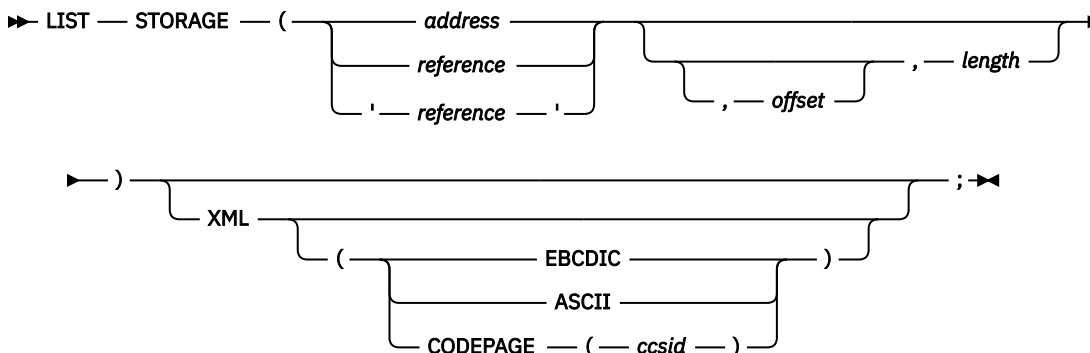 LIST STORAGE ( address
reference
' reference '
, length
, offset
) ;
XML
( EBCDIC )
ASCII
CODEPAGE ( ccsid )